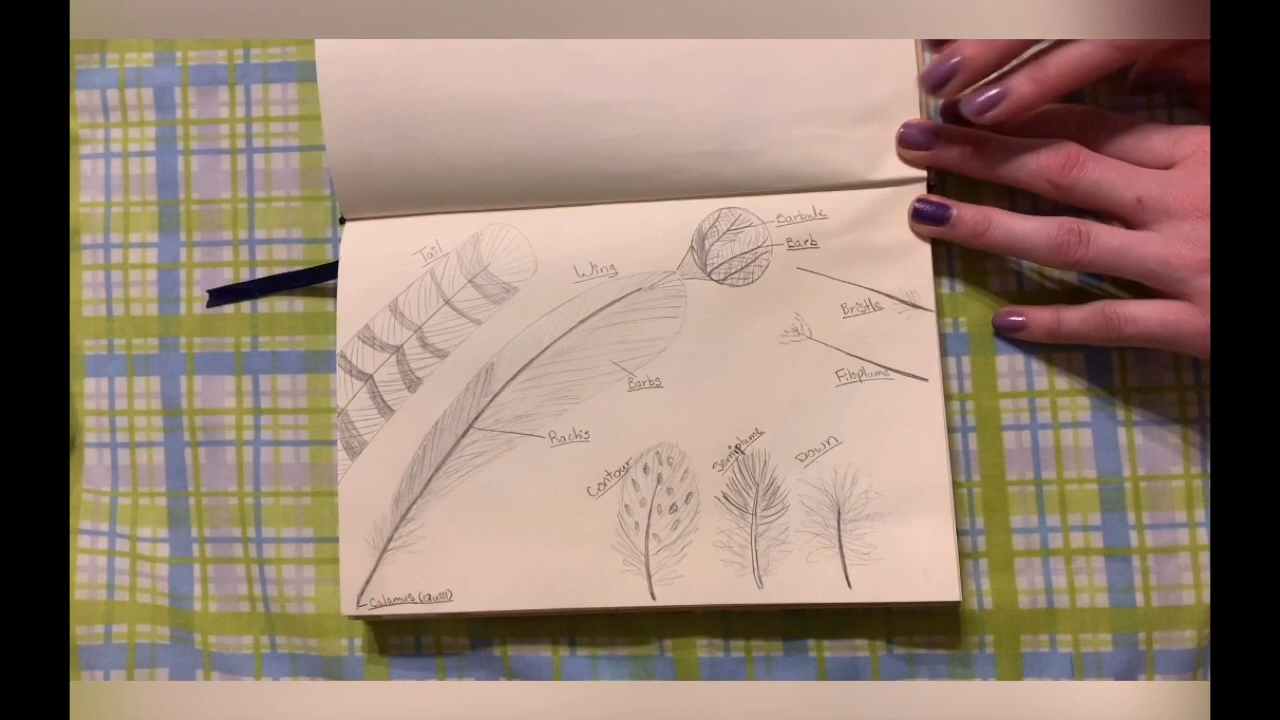 Tail
Wing
Barbule
Barb
Bristle
Filoplume
Barbs
Rachis
Contour
Semiplume
Down
Calamus (Quill)